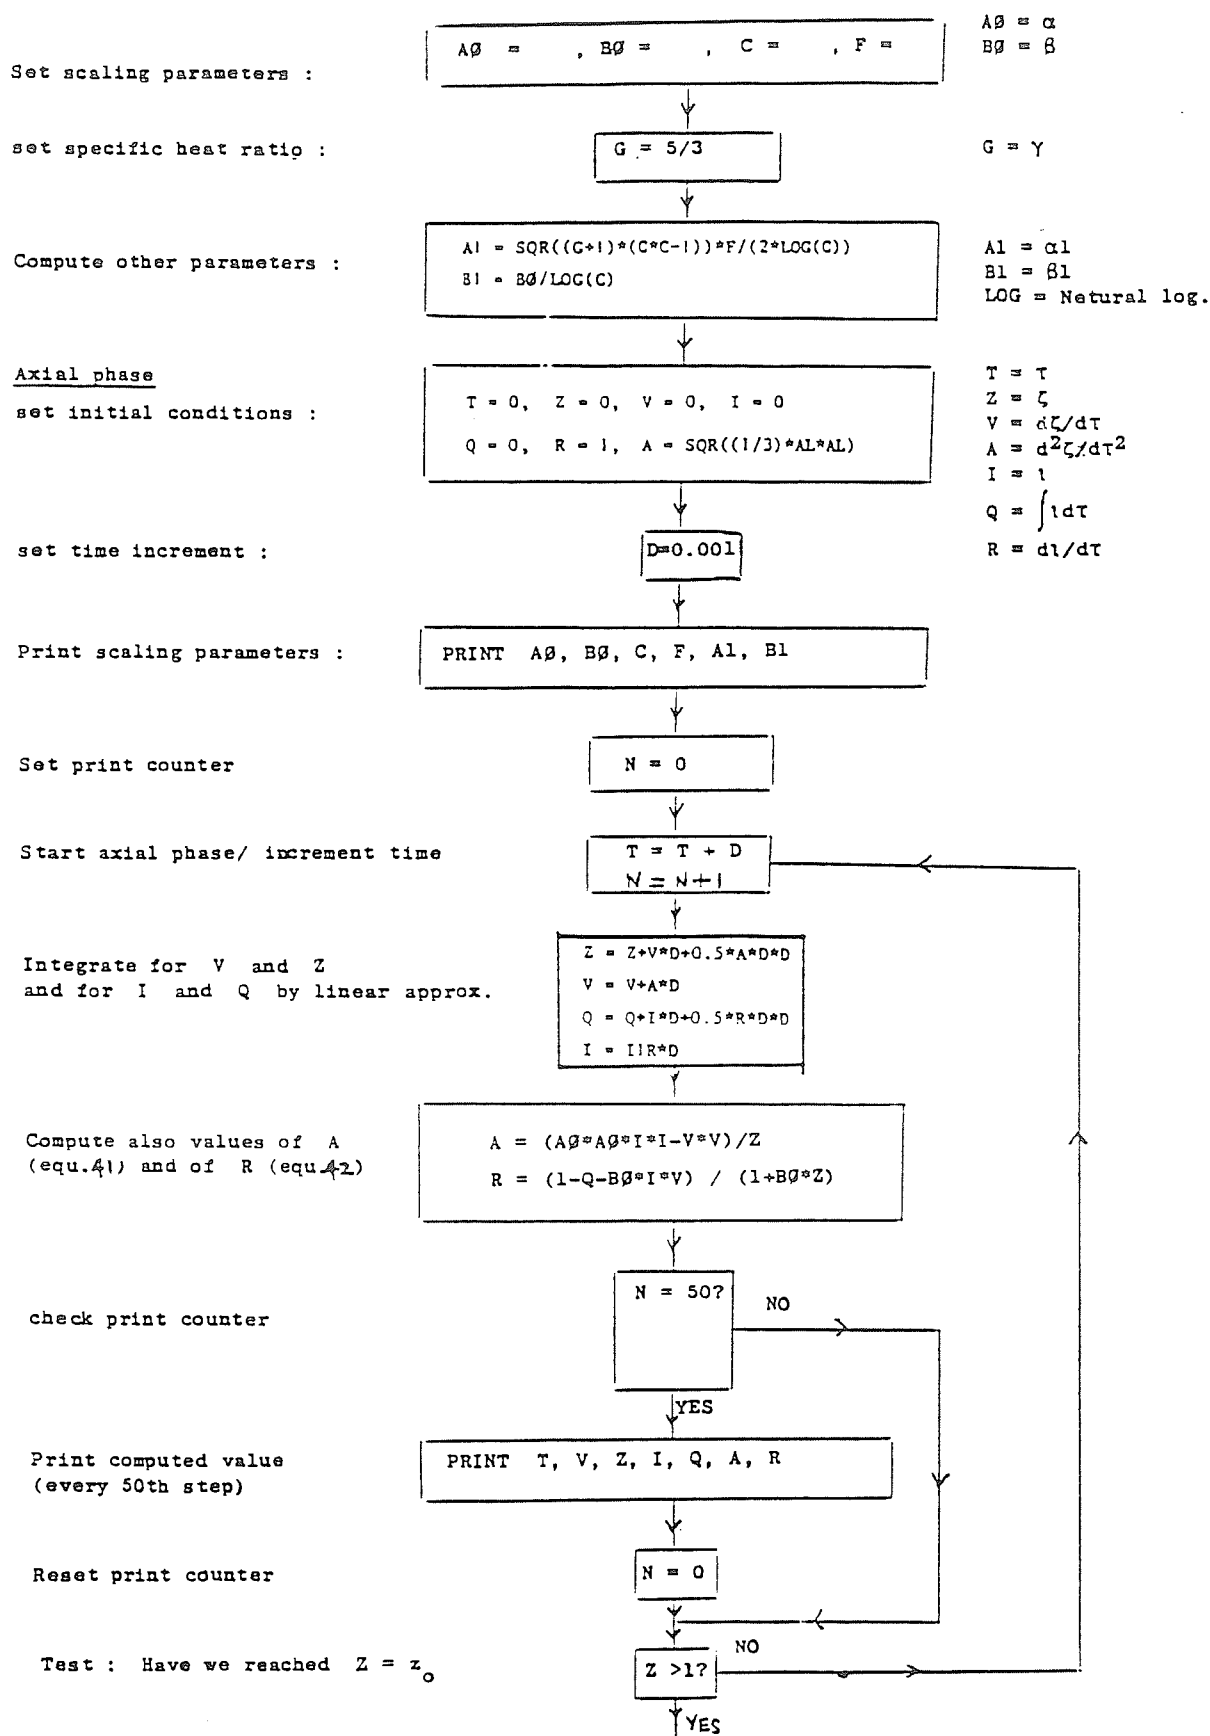 AØ = α
AØ = , BØ = , C = , F =
BØ = β
Set scaling parameters :
set specific heat ratio :
G = 5/3
G = γ
Compute other parameters :
A1 = SQR((G+1)*(C*C-1))*F/(2*LOG(C))
B1 = BØ/LOG(C)
A1 = α1
B1 = β1
LOG = Netural log.
Axial phase
set initial conditions :
T = 0, Z = 0, V = 0, I = 0
Q = 0, R = 1, A = SQR((1/3)*AL*AL)
T = τ
Z = ζ
V = dζ/dτ
A = d²ζ/dτ²
I = ι
Q = ∫ιdτ
R = dι/dτ
set time increment :
D=0.001
Print scaling parameters :
PRINT AØ, BØ, C, F, A1, B1
Set print counter
N = 0
Start axial phase/ increment time
T = T + D
N = N+1
Integrate for V and Z
and for I and Q by linear approx.
Z = Z+V*D+0.5*A*D*D
V = V+A*D
Q = Q+I*D+0.5*R*D*D
I = I!R*D
Compute also values of A
(equ.41) and of R (equ.42)
A = (AØ*AØ*I*I-V*V)/Z
R = (1-Q-BØ*I*V) / (1+BØ*Z)
check print counter
N = 50?
NO
YES
Print computed value
(every 50th step)
PRINT T, V, Z, I, Q, A, R
Reset print counter
N = 0
Test : Have we reached Z = z₀
Z >1?
NO
YES